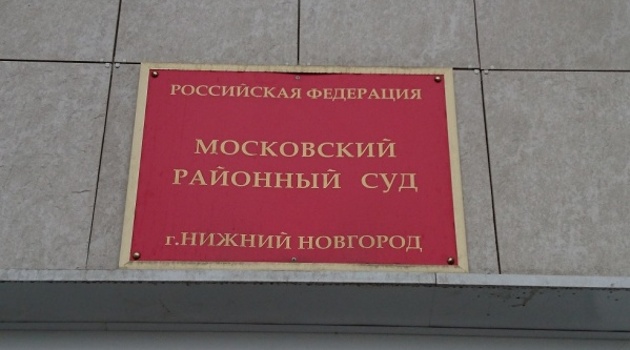 РОССИЙСКАЯ ФЕДЕРАЦИЯ
МОСКОВСКИЙ
РАЙОННЫЙ СУД
г.НИЖНИЙ НОВГОРОД